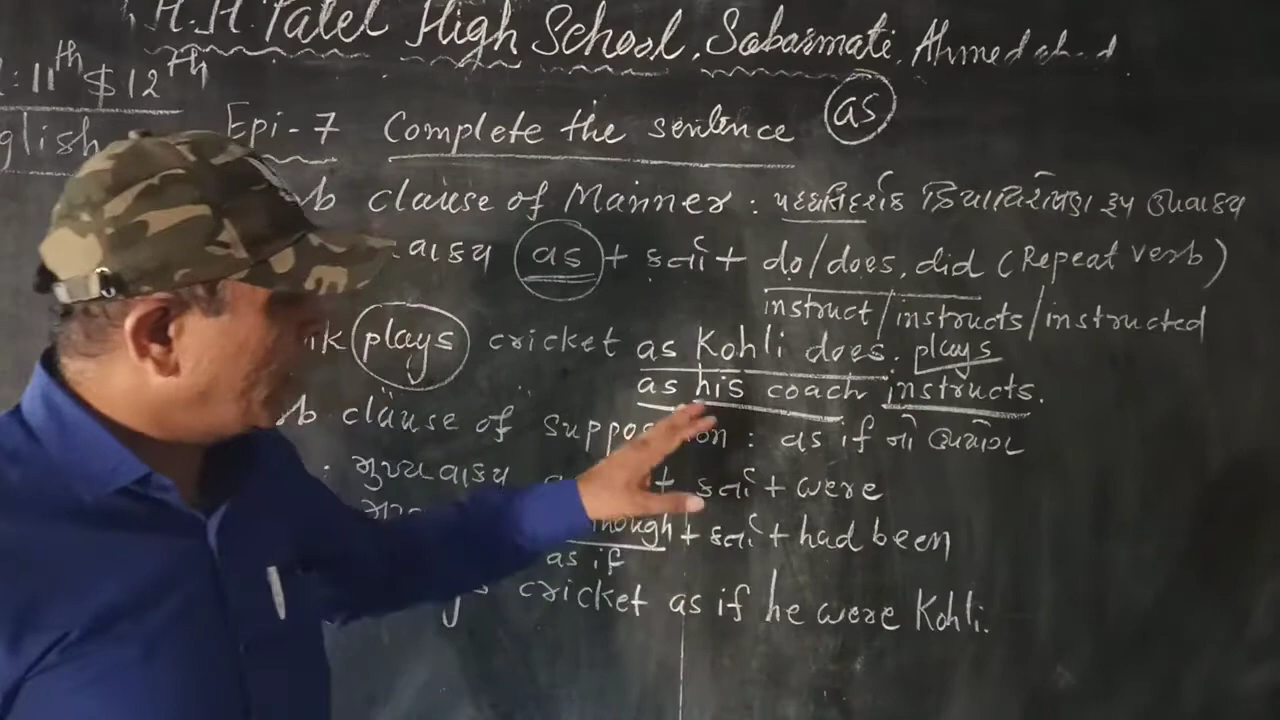 H.H. Patel High School, Sabarmati, Ahmedabad.
: 11th $ 12th
glish Epi-7 Complete the sentence as
b clause of Manner : પદ્ધતિદર્શક ક્રિયાવિશેષણ રૂપ ઉપવાક્ય
વાક્ય as + કર્તા + do/does, did (Repeat verb)
instruct/instructs/instructed
ik plays cricket as Kohli does. plays
as his coach instructs.
b clause of Suppos on : as if નો ઉપયોગ
: મુખ્ય વાક્ય + કર્તા + were
hough + કર્તા + had been
as if
cricket as if he were Kohli.